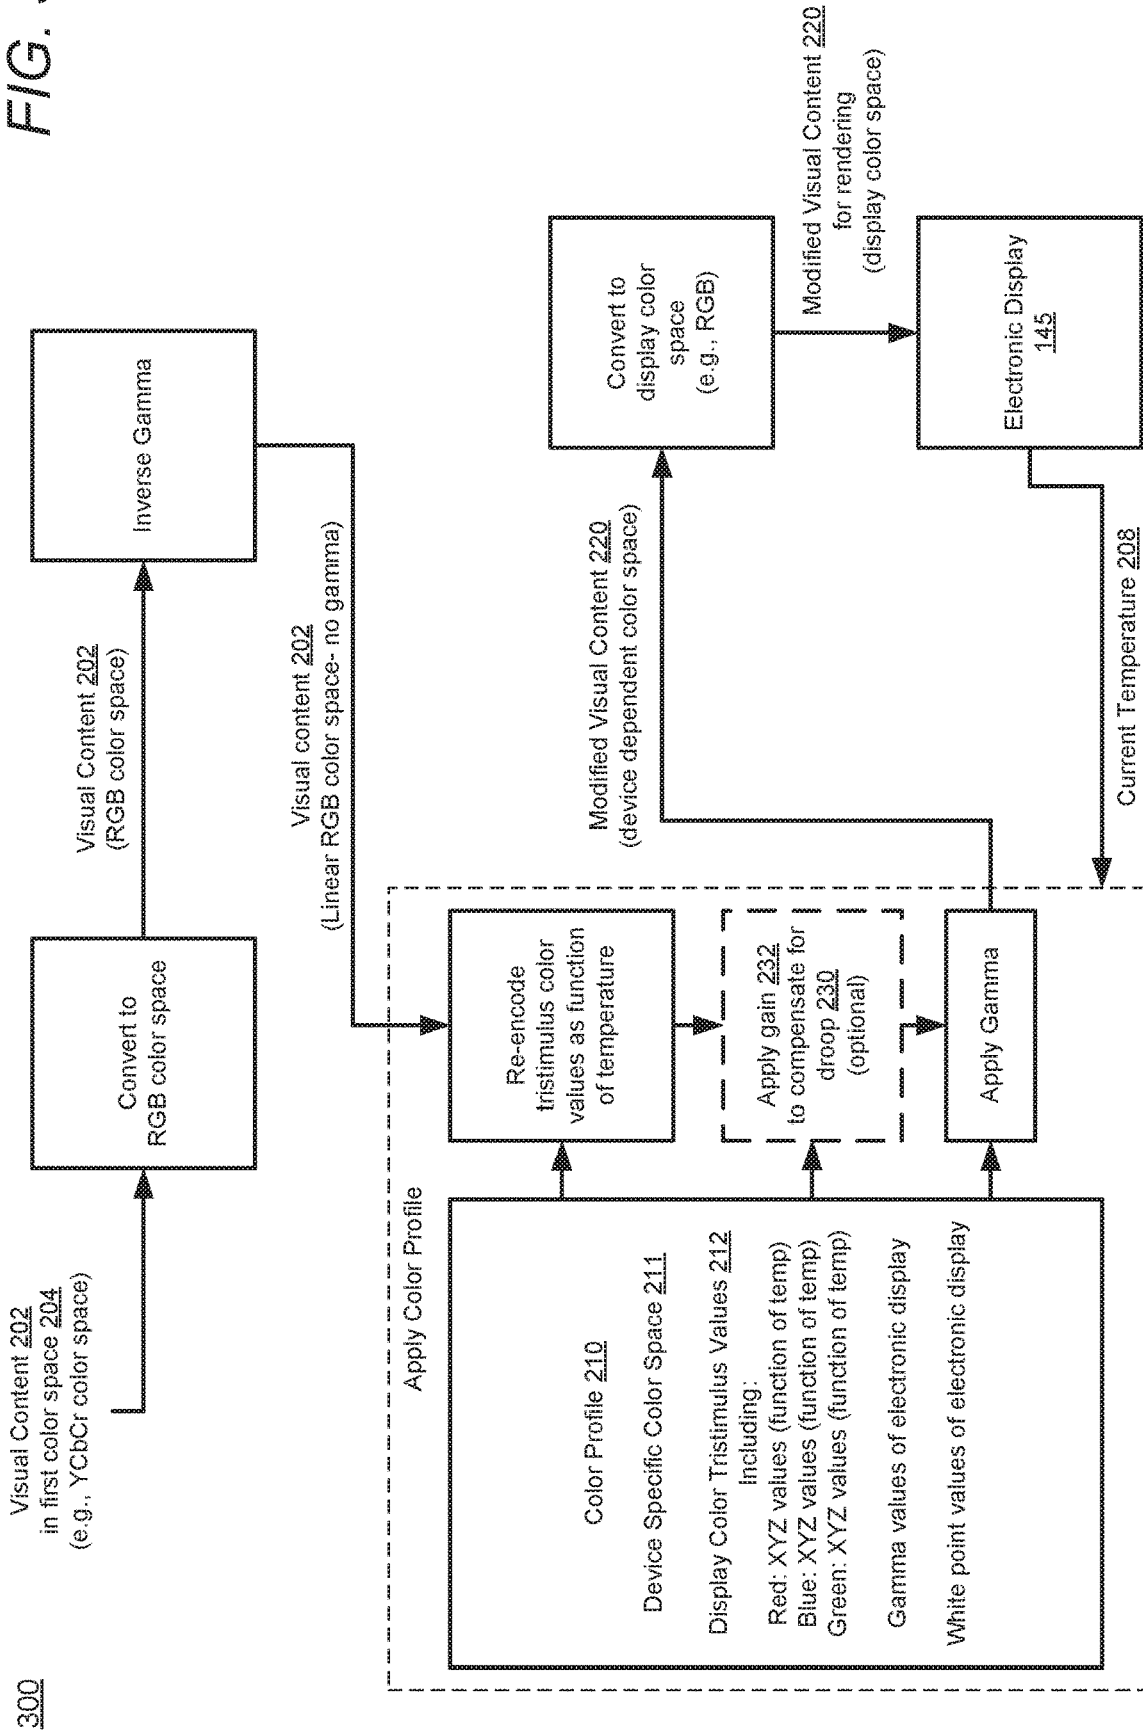 300
FIG.
Visual Content 202
in first color space 204
(e.g., YCbCr color space)
Convert to
RGB color space
Visual Content 202
(RGB color space)
Inverse Gamma
Visual content 202
(Linear RGB color space- no gamma)
Apply Color Profile
Color Profile 210
Device Specific Color Space 211
Display Color Tristimulus Values 212
Including:
Red: XYZ values (function of temp)
Blue: XYZ values (function of temp)
Green: XYZ values (function of temp)
Gamma values of electronic display
White point values of electronic display
Re-encode
tristimulus color
values as function
of temperature
Apply gain 232
to compensate for
droop 230
(optional)
Apply Gamma
Modified Visual Content 220
(device dependent color space)
Convert to
display color
space
(e.g., RGB)
Modified Visual Content 220
for rendering
(display color space)
Electronic Display
145
Current Temperature 208